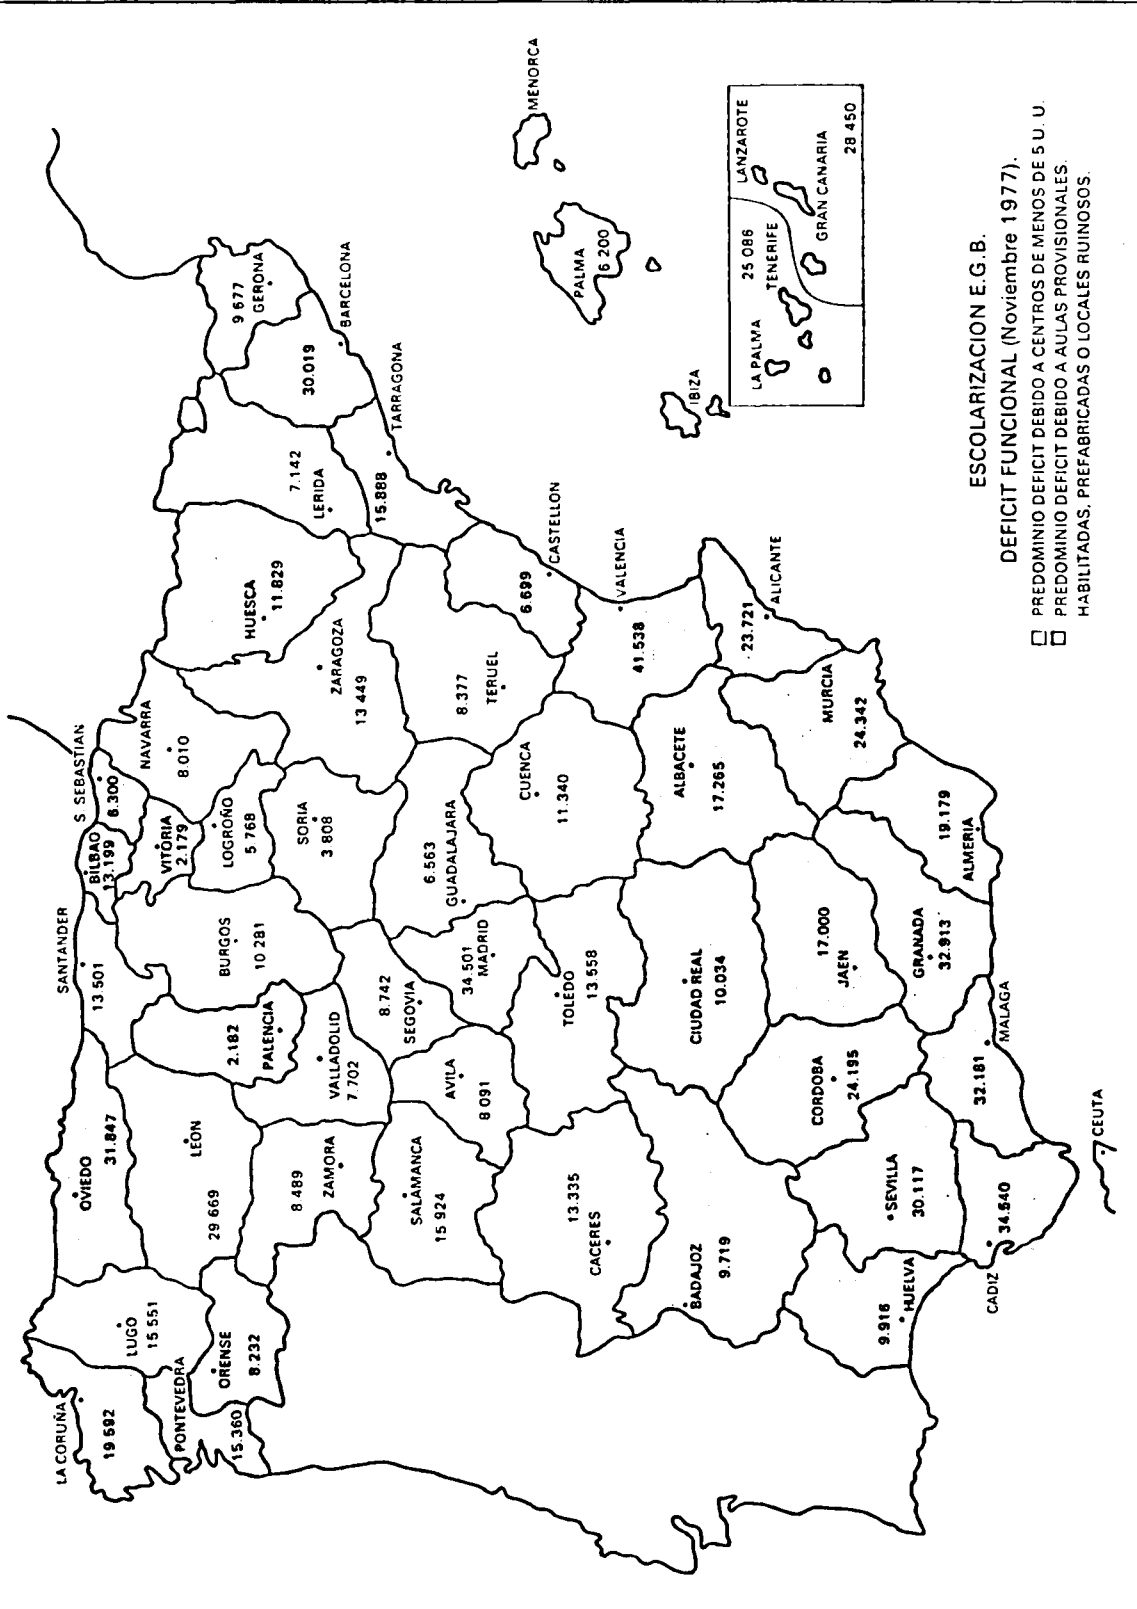 LA CORUÑA
19.692
LUGO
15 551
PONTEVEDRA
15.360
ORENSE
8.232
OVIEDO
31.847
LEON
29 669
SANTANDER
13.501
BILBAO
13.199
S. SEBASTIAN
6.300
VITORIA
2.179
NAVARRA
8.010
LOGROÑO
5 768
BURGOS
10.281
PALENCIA
2.182
VALLADOLID
7.702
ZAMORA
8.489
SALAMANCA
15 924
AVILA
8 091
SEGOVIA
8.742
SORIA
3 808
HUESCA
11.829
ZARAGOZA
13 449
TERUEL
8.377
LERIDA
7.142
GERONA
9 677
BARCELONA
30.019
TARRAGONA
15.888
CASTELLON
6.699
VALENCIA
41.538
ALICANTE
23.721
GUADALAJARA
6.563
MADRID
34.501
CUENCA
11.340
TOLEDO
13.558
CIUDAD REAL
10.034
ALBACETE
17.265
MURCIA
24.342
CACERES
13.335
BADAJOZ
9.719
HUELVA
9.916
SEVILLA
30.117
CORDOBA
24.195
JAEN
17.000
GRANADA
32.913
ALMERIA
19.179
MALAGA
32.181
CADIZ
34.540
CEUTA
MENORCA
PALMA
6 200
IBIZA
LA PALMA
25 086
TENERIFE
LANZAROTE
GRAN CANARIA
28 450
ESCOLARIZACION E.G.B.
DEFICIT FUNCIONAL (Noviembre 1977).
PREDOMINIO DEFICIT DEBIDO A CENTROS DE MENOS DE 5 U. U.
PREDOMINIO DEFICIT DEBIDO A AULAS PROVISIONALES.
HABILITADAS, PREFABRICADAS O LOCALES RUINOSOS.